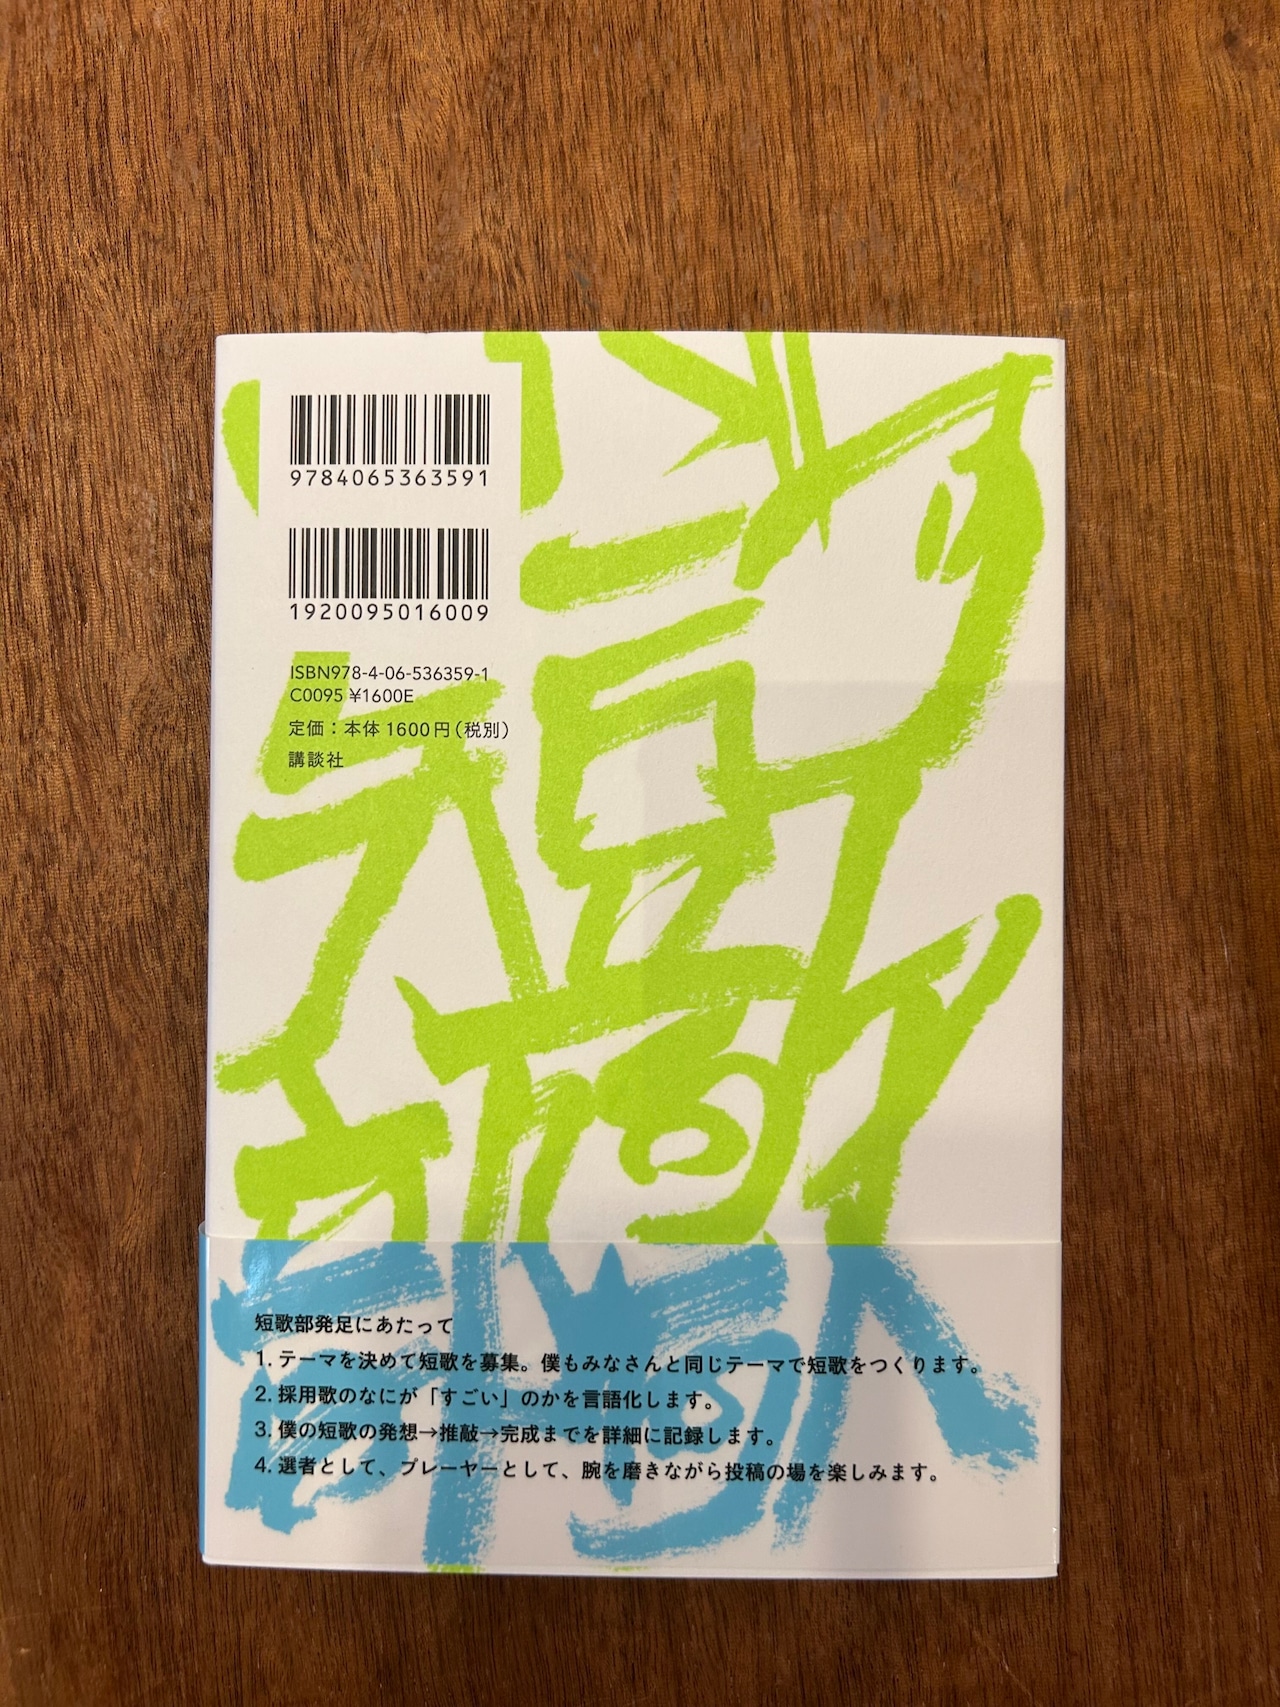 9784065363591
1920095016009
ISBN978-4-06-536359-1
C0095 ¥1600E
定価：本体1600円(税別)
講談社
短歌部発足にあたって
1. テーマを決めて短歌を募集。僕もみなさんと同じテーマで短歌をつくります。
2. 採用歌のなにが「すごい」のかを言語化します。
3. 僕の短歌の発想→推敲→完成までを詳細に記録します。
4. 選者として、プレーヤーとして、腕を磨きながら投稿の場を楽しみます。